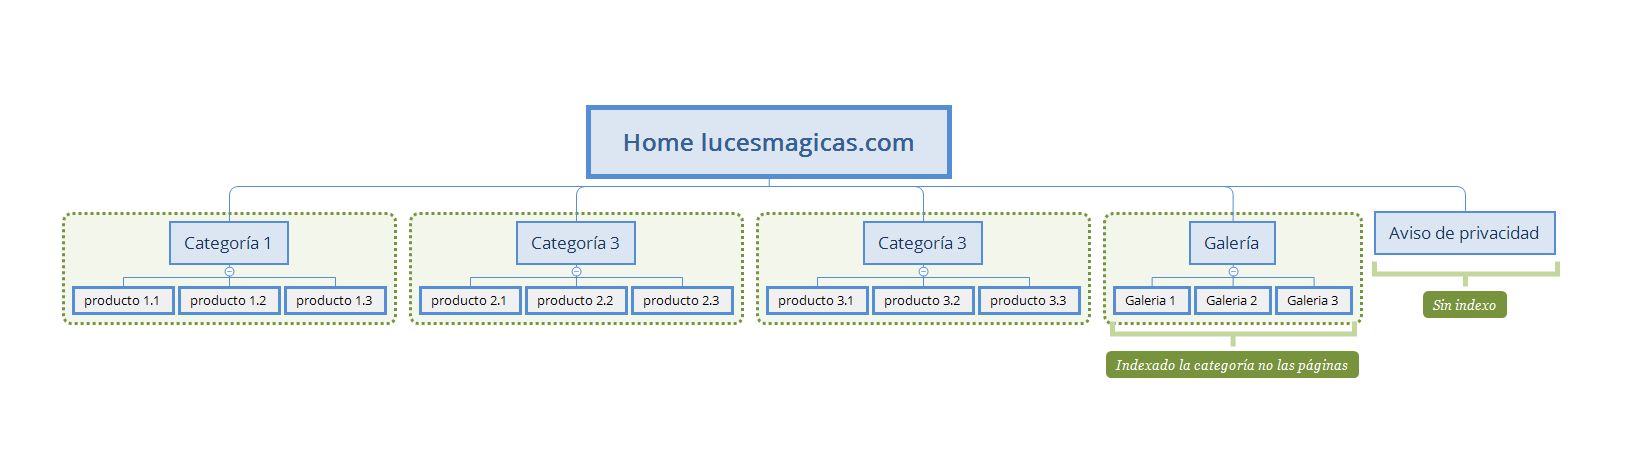 Home lucesmagicas.com
Categoría 1
Categoría 3
Categoría 3
Galería
Aviso de privacidad
producto 1.1
producto 1.2
producto 1.3
producto 2.1
producto 2.2
producto 2.3
producto 3.1
producto 3.2
producto 3.3
Galeria 1
Galeria 2
Galeria 3
Sin indexo
Indexado la categoría no las páginas